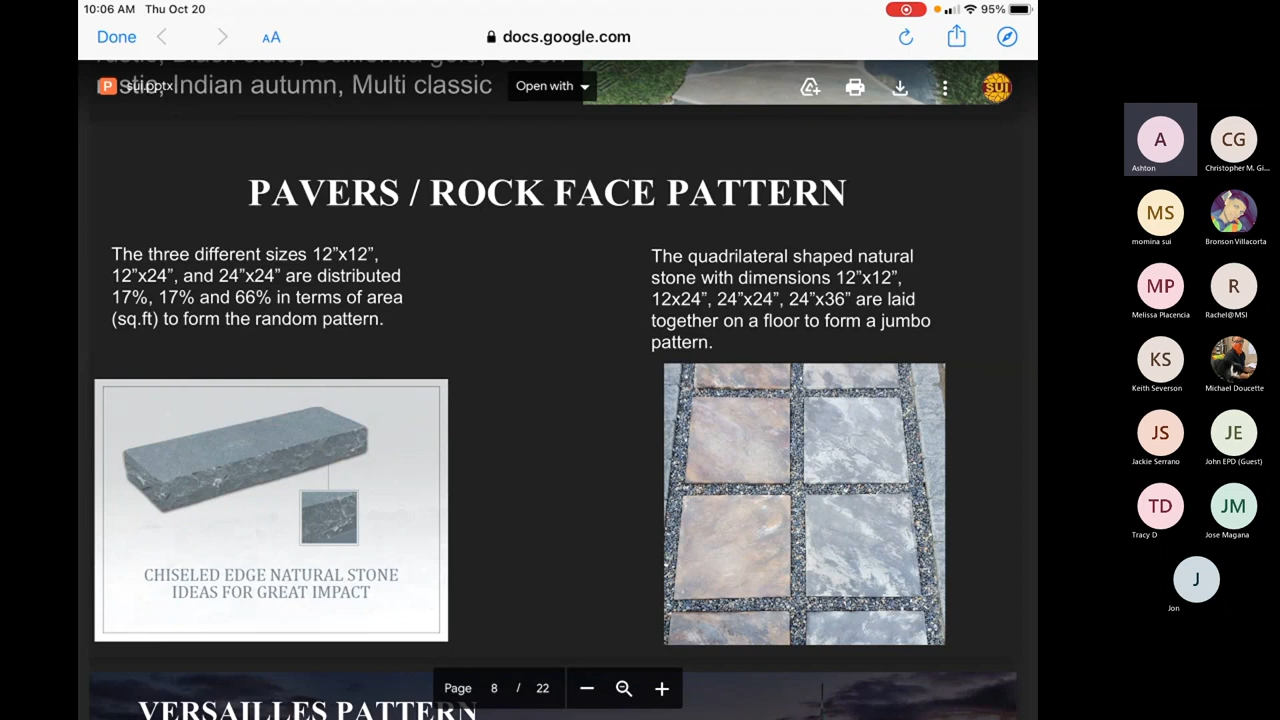 10:06 AM Thu Oct 20
95%
Done
AA
docs.google.com
Indian autumn, Multi classic
P
sui.pptx
Open with
SUI
PAVERS / ROCK FACE PATTERN
The three different sizes 12”x12”,
12”x24”, and 24”x24” are distributed
17%, 17% and 66% in terms of area
(sq.ft) to form the random pattern.
The quadrilateral shaped natural
stone with dimensions 12”x12”,
12x24”, 24”x24”, 24”x36” are laid
together on a floor to form a jumbo
pattern.
CHISELED EDGE NATURAL STONE
IDEAS FOR GREAT IMPACT
Page 8 / 22
VERSAILLES PATTERN
A
Ashton
CG
Christopher M. Gi...
MS
momina sui
Bronson Villacorta
MP
Melissa Placencia
R
Rachel@MSI
KS
Keith Severson
Michael Doucette
JS
Jackie Serrano
JE
John EPD (Guest)
TD
Tracy D
JM
Jose Magana
J
Jon